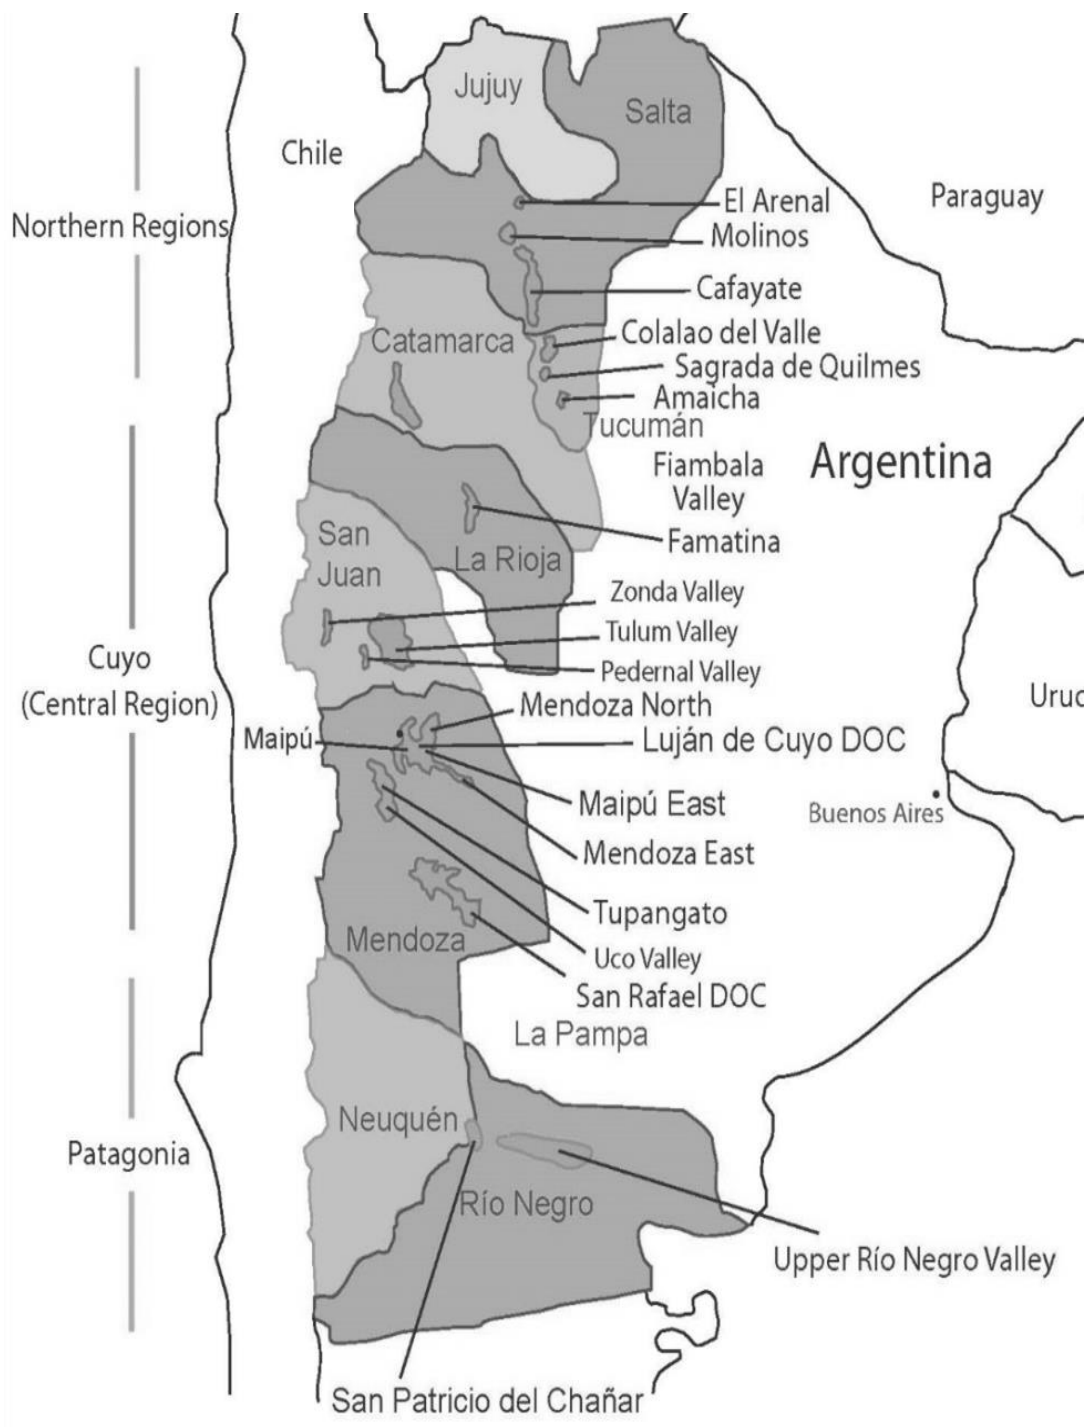 Jujuy
Salta
Chile
El Arenal
Paraguay
Northern Regions
Molinos
Cafayate
Colalao del Valle
Catamarca
Sagrada de Quilmes
Amaicha
Tucumán
Argentina
Fiambala
Valley
San
Juan
La Rioja
Famatina
Zonda Valley
Tulum Valley
Cuyo
(Central Region)
Pedernal Valley
Mendoza North
Uruc
Maipú
Luján de Cuyo DOC
Maipú East
Buenos Aires
Mendoza East
Tupangato
Mendoza
Uco Valley
San Rafael DOC
La Pampa
Neuquén
Patagonia
Río Negro
Upper Río Negro Valley
San Patricio del Chañar